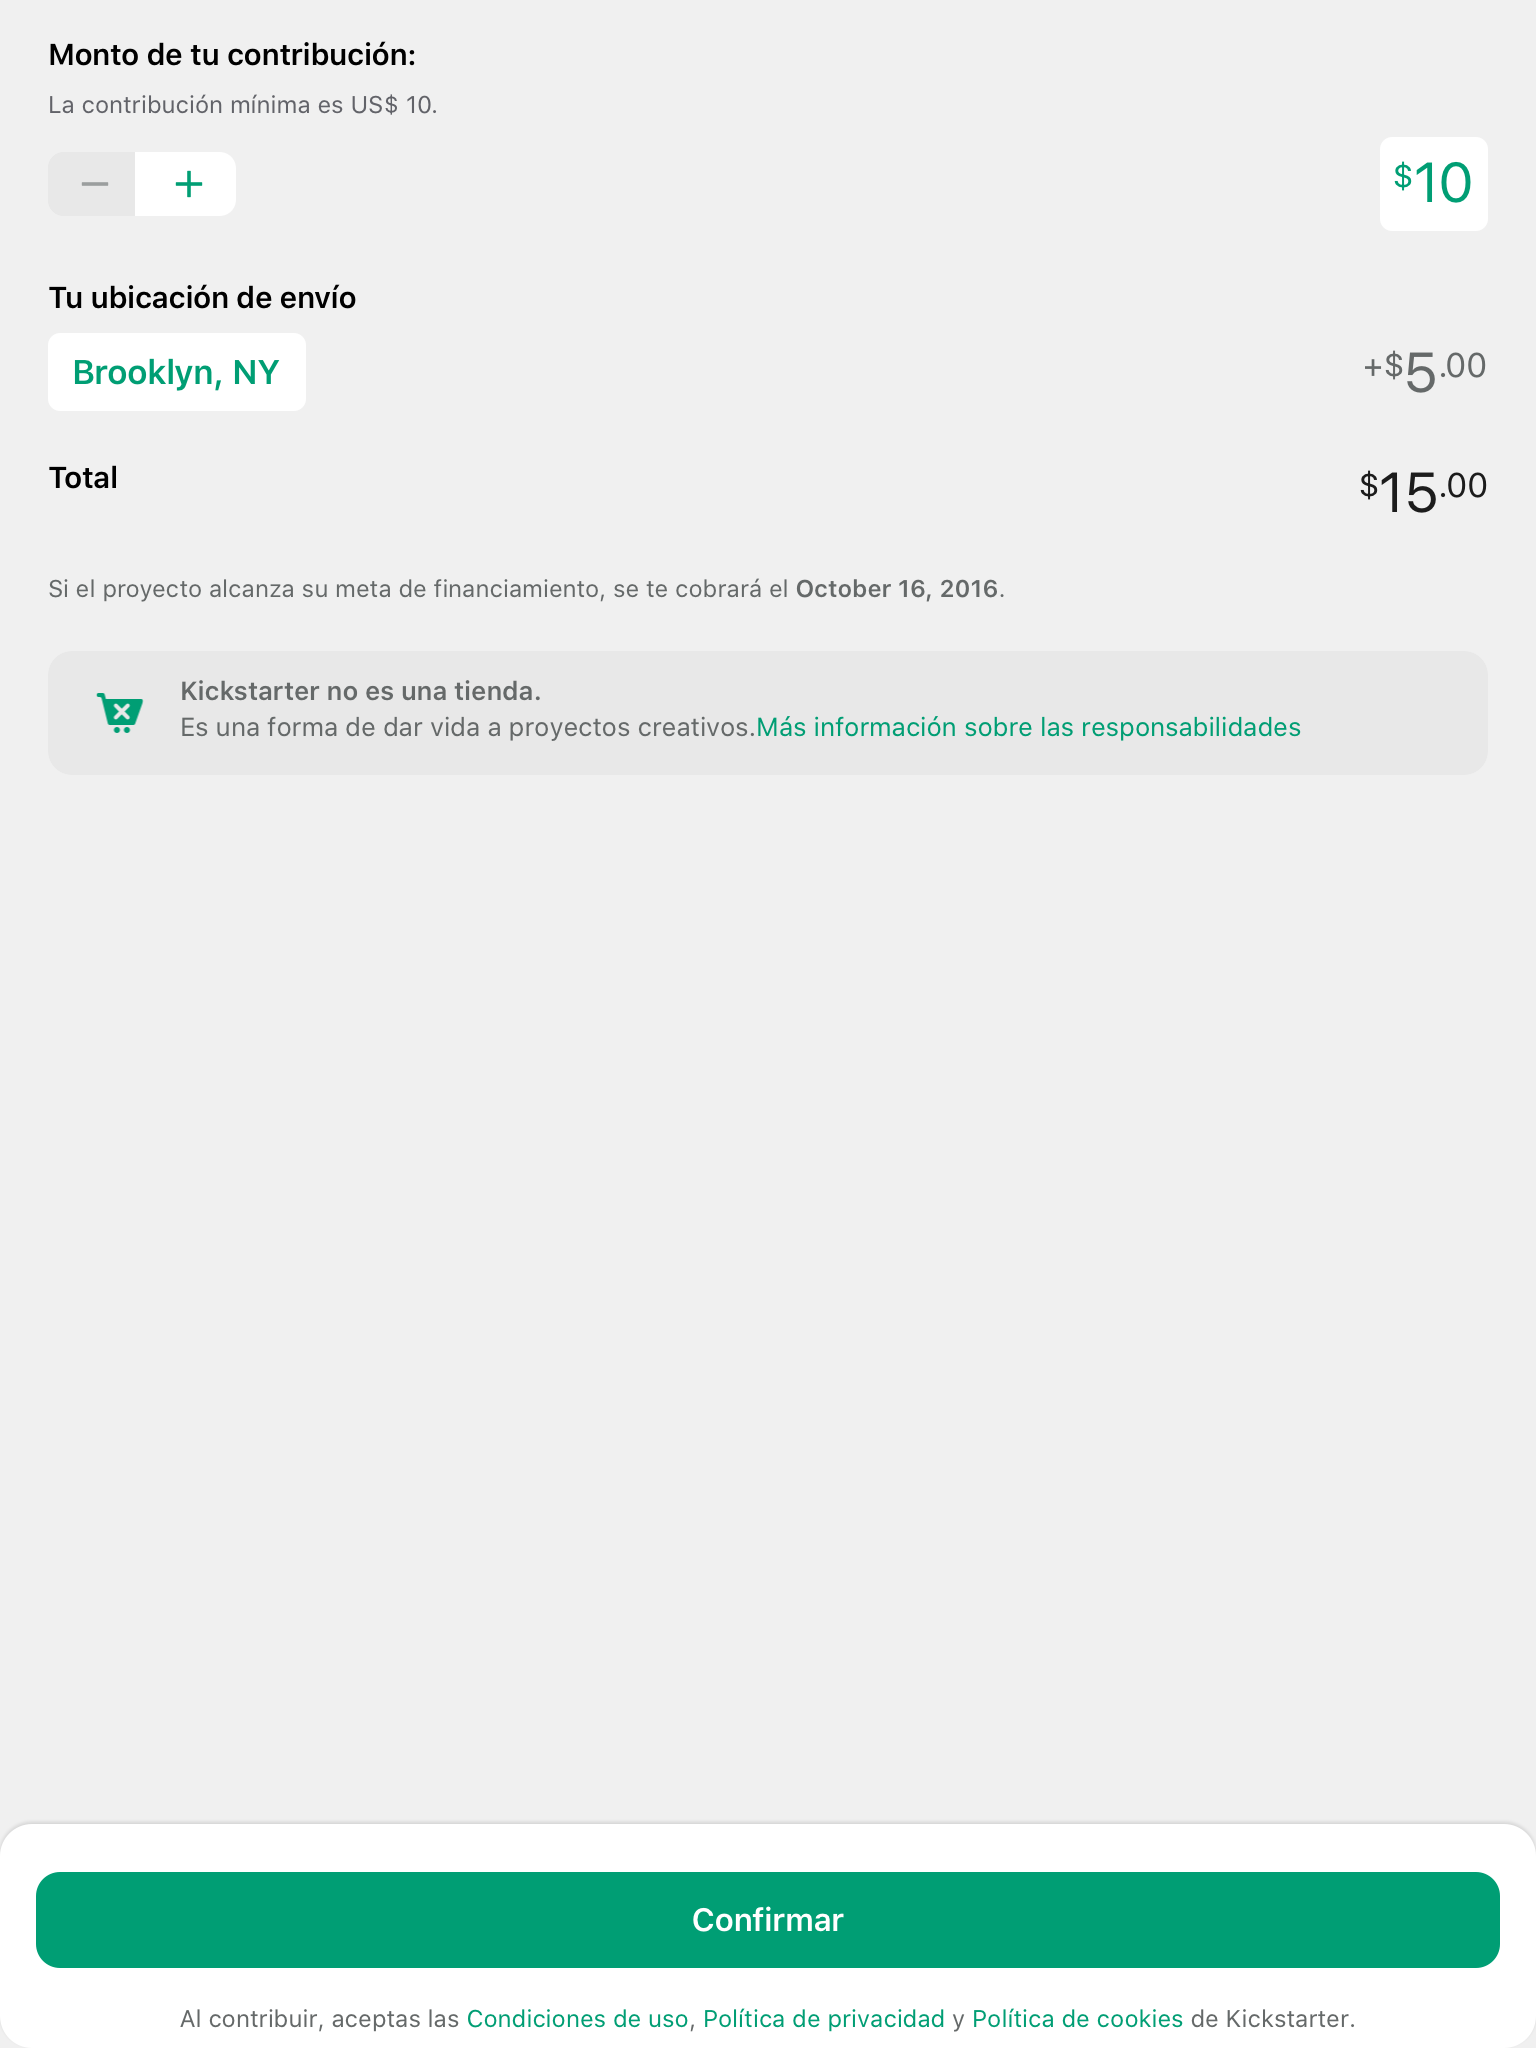 Monto de tu contribución:
La contribución mínima es US$ 10.
− +
$10
Tu ubicación de envío
Brooklyn, NY
+$5.00
Total
$15.00
Si el proyecto alcanza su meta de financiamiento, se te cobrará el October 16, 2016.
Kickstarter no es una tienda.
Es una forma de dar vida a proyectos creativos.Más información sobre las responsabilidades
Confirmar
Al contribuir, aceptas las Condiciones de uso, Política de privacidad y Política de cookies de Kickstarter.